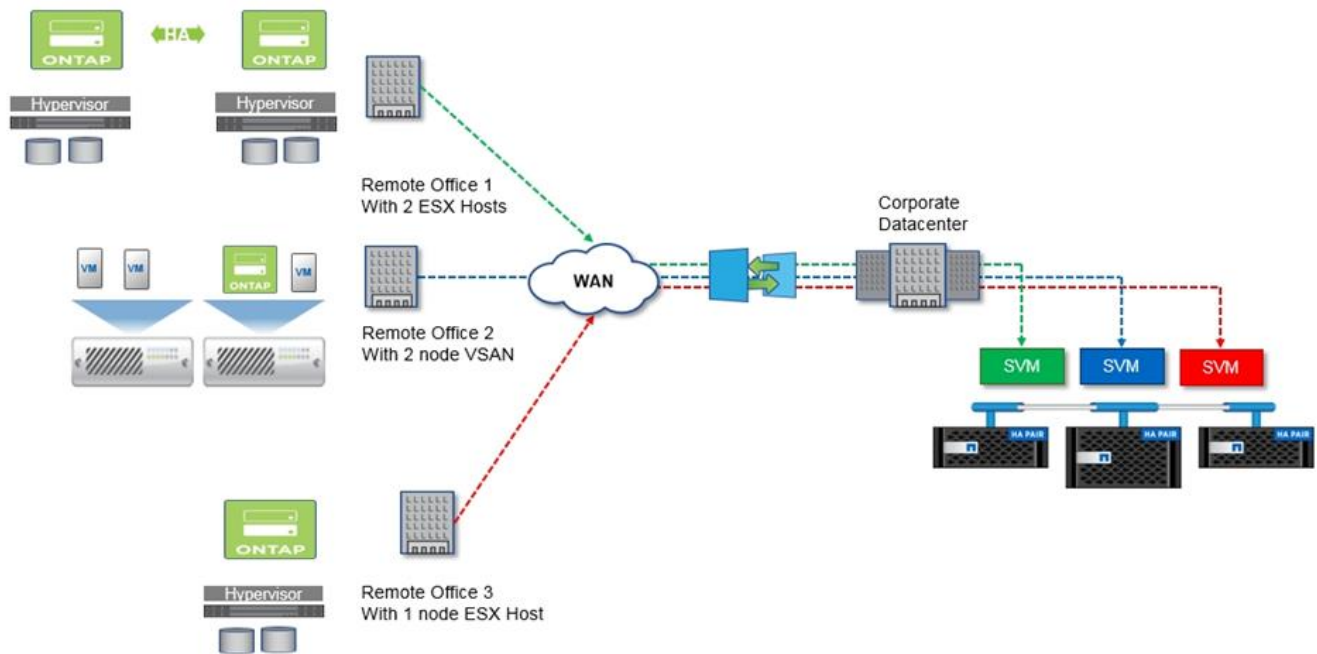 ONTAP
HA
ONTAP
Hypervisor
Hypervisor
Remote Office 1
With 2 ESX Hosts
VM
VM
ONTAP
VM
Remote Office 2
With 2 node VSAN
WAN
Corporate
Datacenter
SVM
SVM
SVM
HA PAIR
HA PAIR
HA PAIR
ONTAP
Hypervisor
Remote Office 3
With 1 node ESX Host